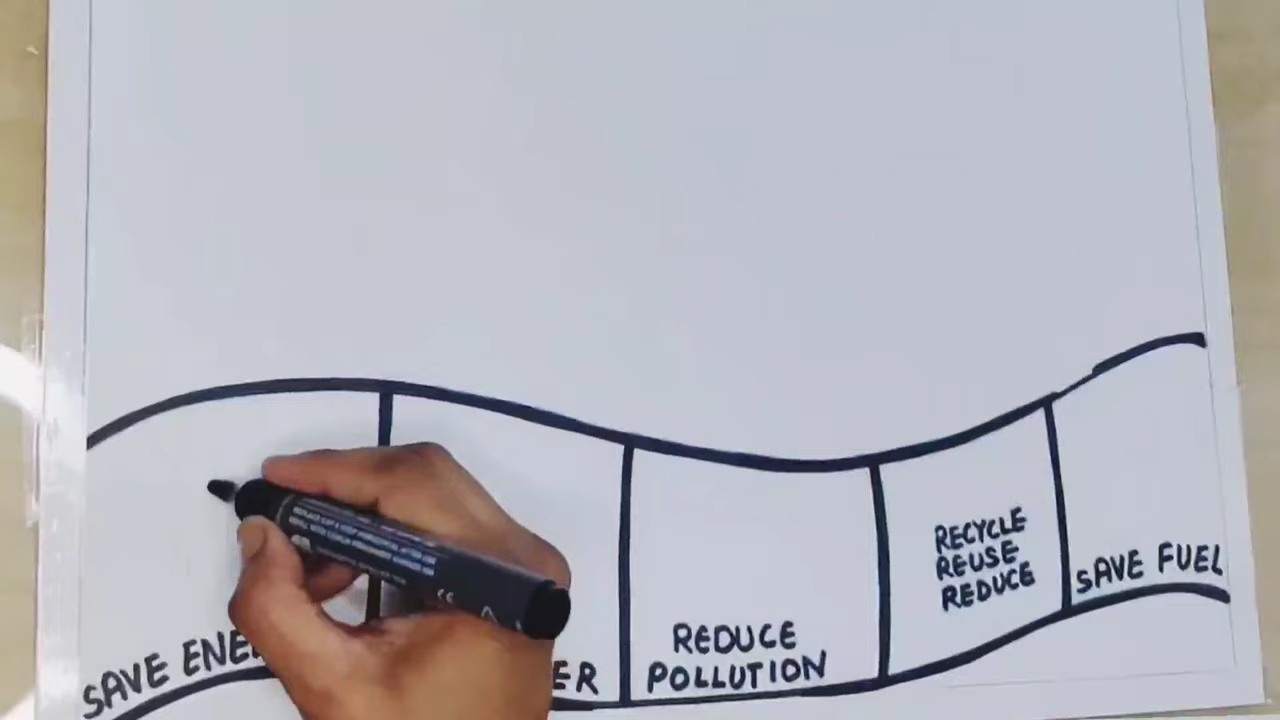 SAVE ENE
ER
REDUCE
POLLUTION
RECYCLE
REUSE
REDUCE
SAVE FUEL